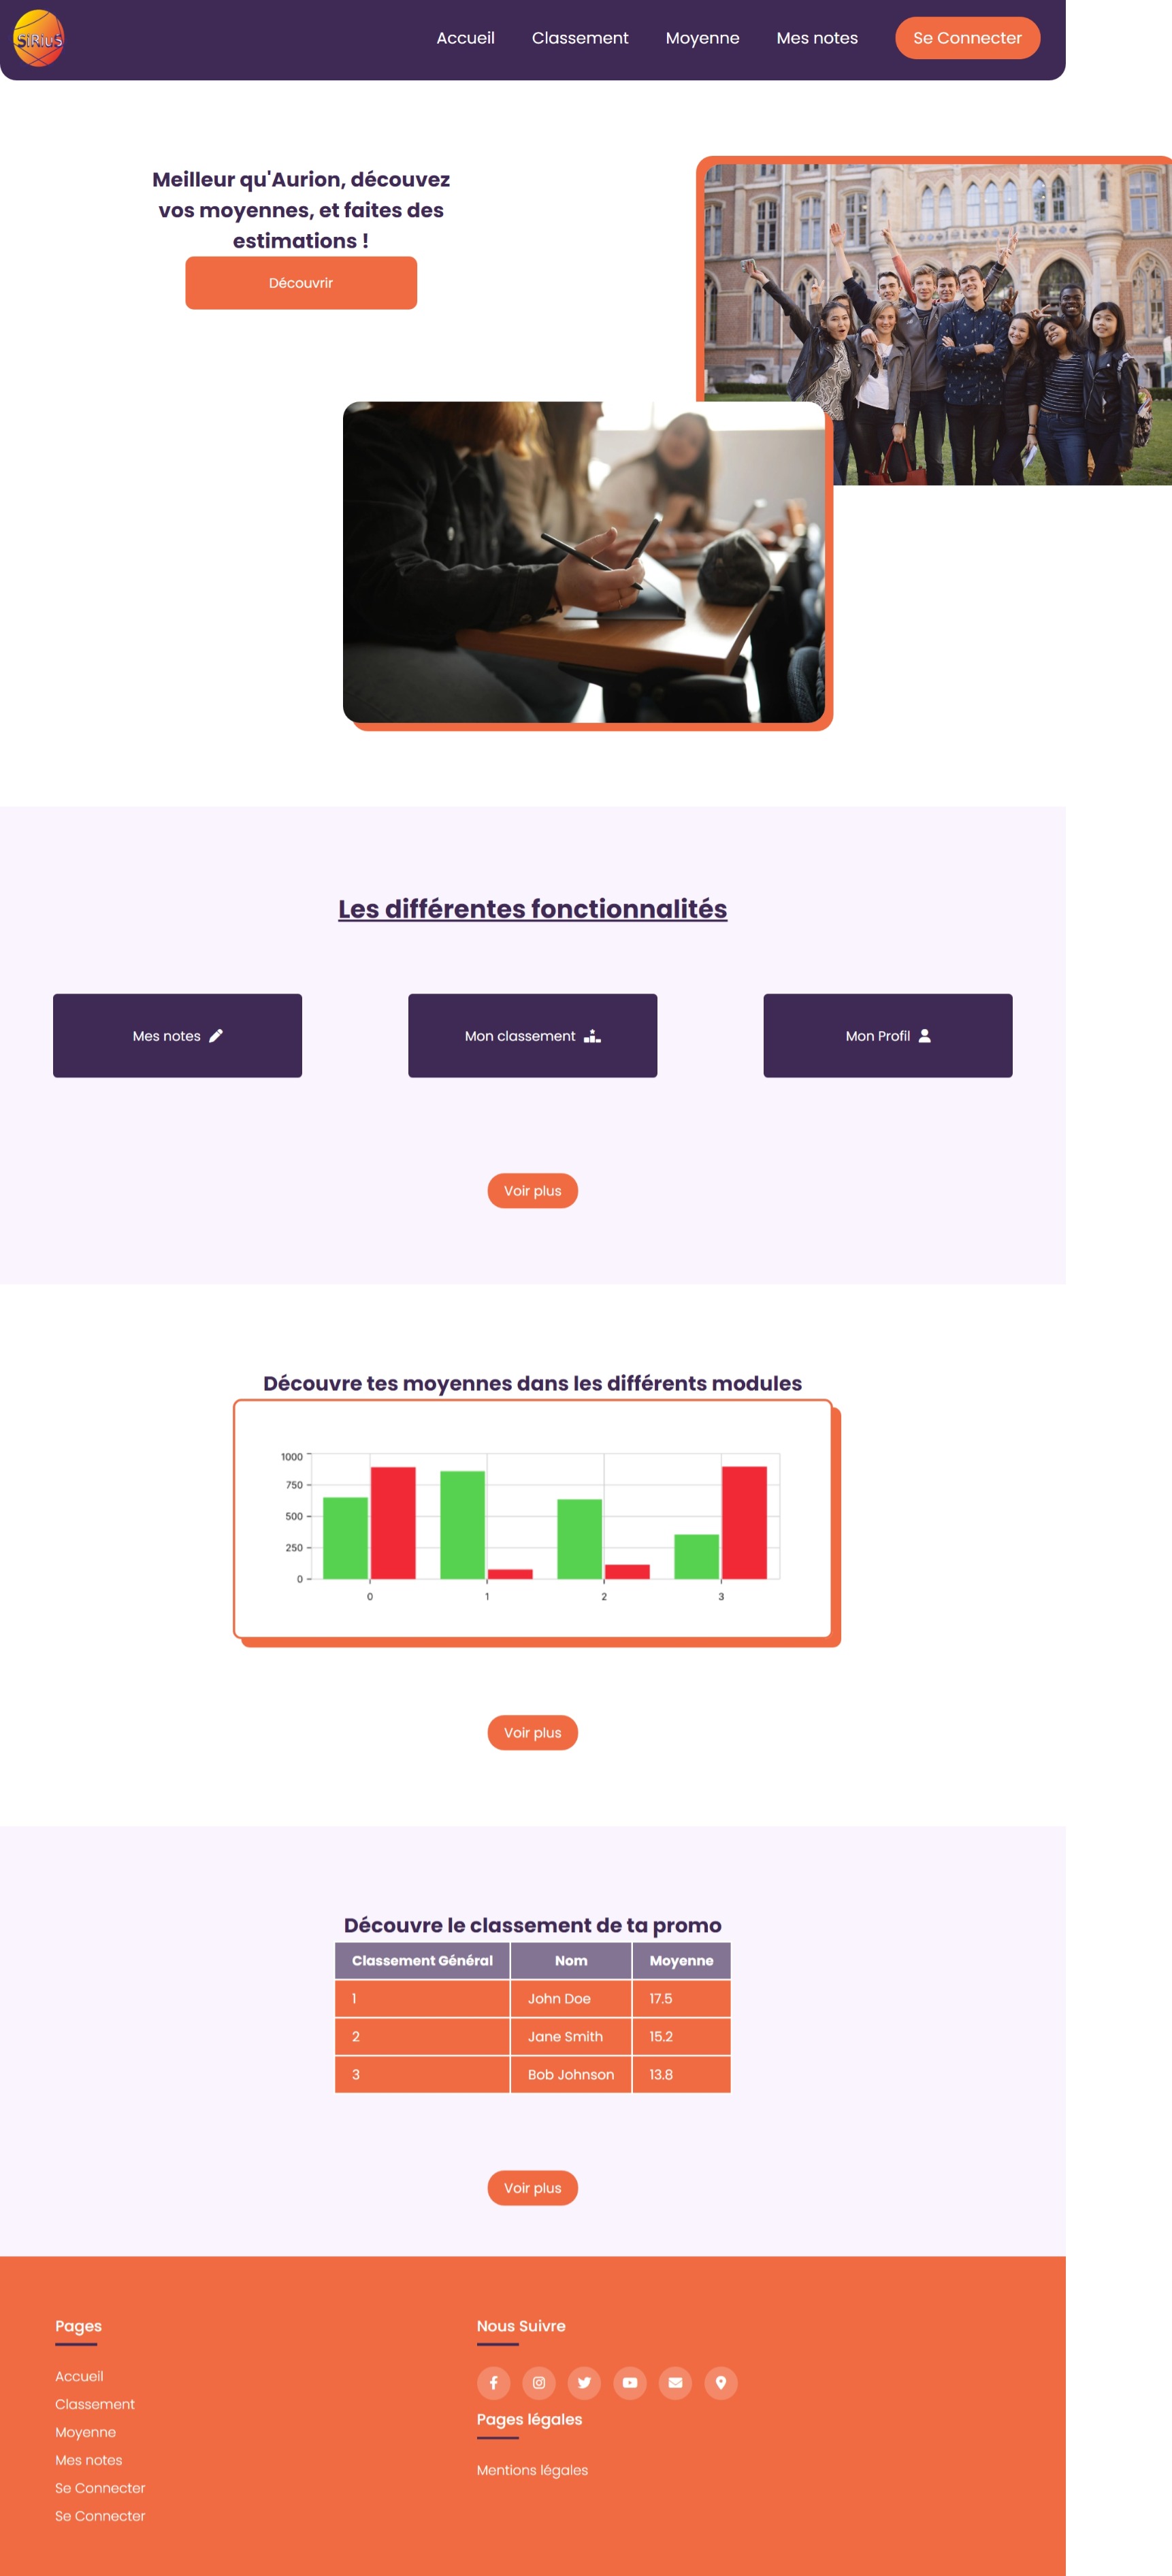 SiRiuS
Accueil
Classement
Moyenne
Mes notes
Se Connecter
Meilleur qu'Aurion, découvez
vos moyennes, et faites des
estimations !
Découvrir
Les différentes fonctionnalités
Mes notes
Mon classement
Mon Profil
Voir plus
Découvre tes moyennes dans les différents modules
1000
750
500
250
0
0
1
2
3
Voir plus
Découvre le classement de ta promo
Classement Général Nom Moyenne
1 John Doe 17.5
2 Jane Smith 15.2
3 Bob Johnson 13.8
Voir plus
Pages
Accueil
Classement
Moyenne
Mes notes
Se Connecter
Se Connecter
Nous Suivre
Pages légales
Mentions légales